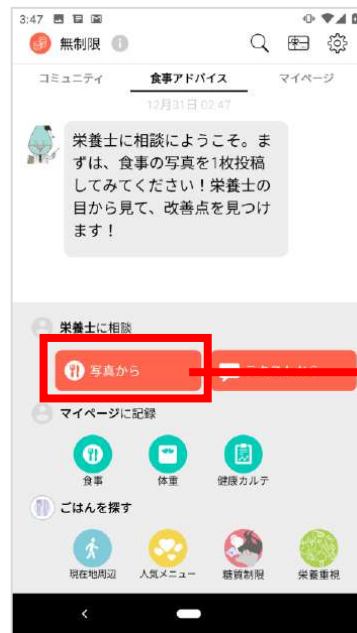 3:47
無制限
コミュニティ 食事アドバイス マイページ
12月31日 02:47
栄養士に相談にようこそ。ま
ずは、食事の写真を1枚投稿
してみてください！栄養士の
目から見て、改善点を見つけ
ます！
栄養士に相談
写真から
マイページに記録
食事 体重 健康カルテ
ごはんを探す
現在地周辺 人気メニュー 糖質制限 栄養重視